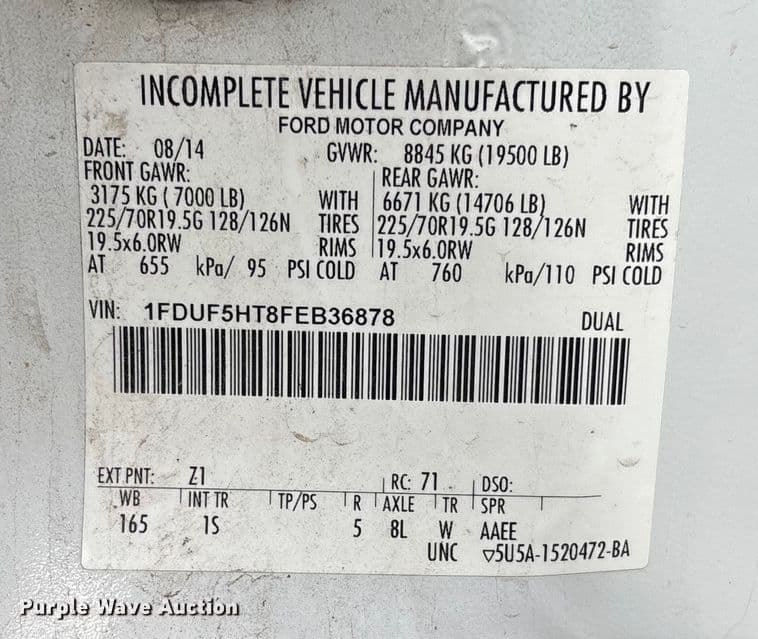 INCOMPLETE VEHICLE MANUFACTURED BY
FORD MOTOR COMPANY
DATE: 08/14 GVWR: 8845 KG (19500 LB)
FRONT GAWR: REAR GAWR:
3175 KG ( 7000 LB) WITH 6671 KG (14706 LB) WITH
225/70R19.5G 128/126N TIRES 225/70R19.5G 128/126N TIRES
19.5x6.0RW RIMS 19.5x6.0RW RIMS
AT 655 kPa/ 95 PSI COLD AT 760 kPa/110 PSI COLD
VIN: 1FDUF5HT8FEB36878 DUAL
EXT PNT: Z1 RC: 71 DSO:
WB INT TR TP/PS R AXLE TR SPR
165 1S 5 8L W AAEE
UNC ▽5U5A-1520472-BA
Purple Wave Auction